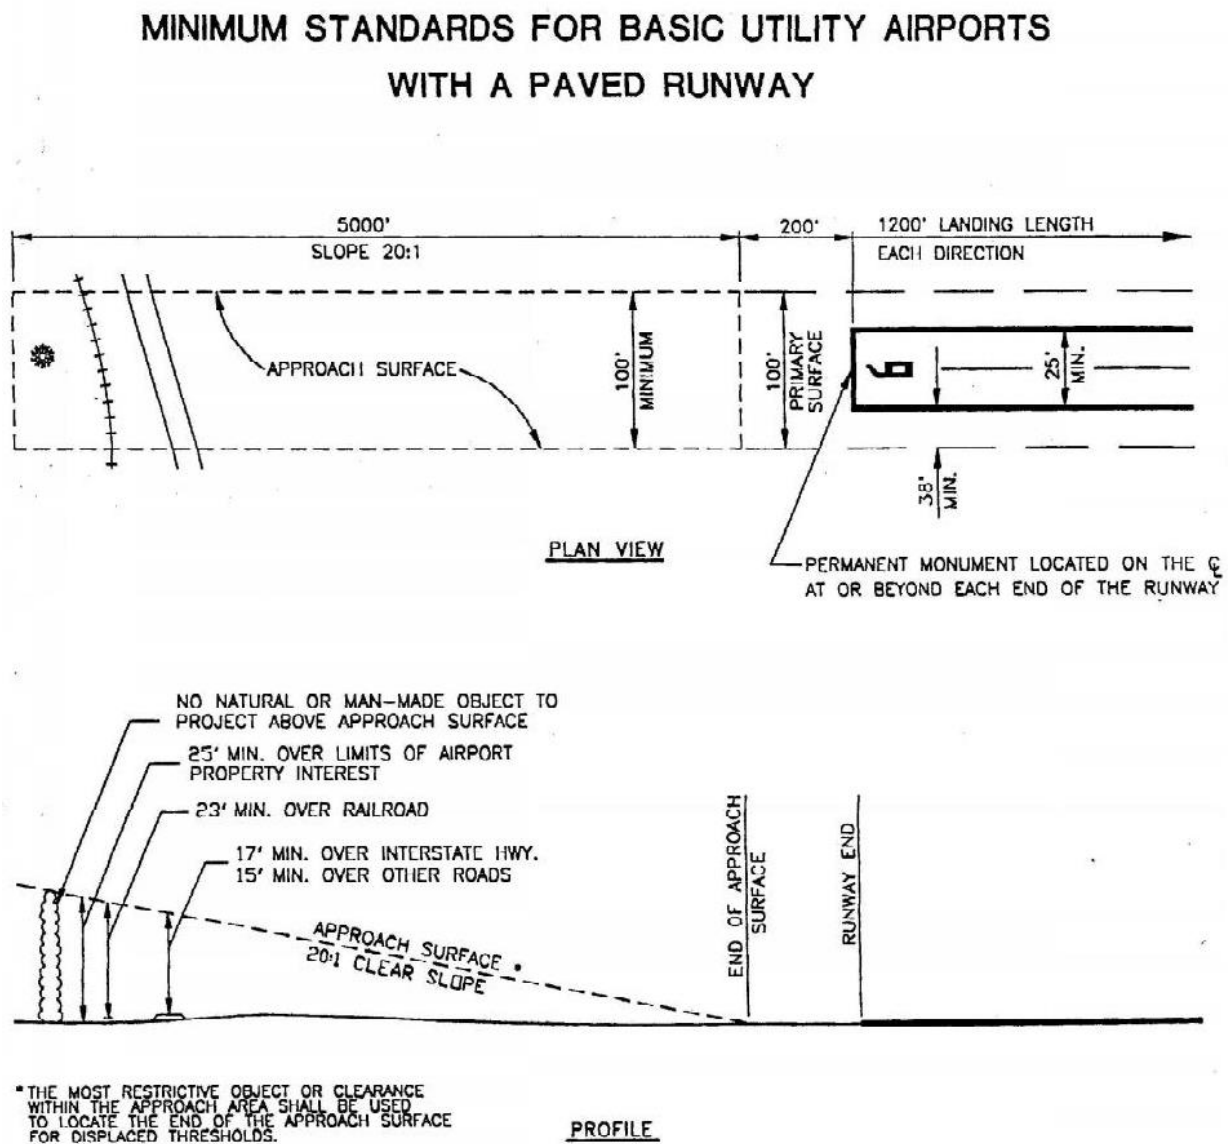 MINIMUM STANDARDS FOR BASIC UTILITY AIRPORTS
WITH A PAVED RUNWAY
5000'
SLOPE 20:1
200'
1200' LANDING LENGTH
EACH DIRECTION
APPROACH SURFACE
100'
MINIMUM
100'
PRIMARY
SURFACE
25'
MIN.
38'
MIN.
PLAN VIEW
PERMANENT MONUMENT LOCATED ON THE ℄
AT OR BEYOND EACH END OF THE RUNWAY
NO NATURAL OR MAN-MADE OBJECT TO
PROJECT ABOVE APPROACH SURFACE
25' MIN. OVER LIMITS OF AIRPORT
PROPERTY INTEREST
23' MIN. OVER RAILROAD
17' MIN. OVER INTERSTATE HWY.
15' MIN. OVER OTHER ROADS
APPROACH SURFACE *
20:1 CLEAR SLOPE
END OF APPROACH
SURFACE
RUNWAY END
* THE MOST RESTRICTIVE OBJECT OR CLEARANCE
WITHIN THE APPROACH AREA SHALL BE USED
TO LOCATE THE END OF THE APPROACH SURFACE
FOR DISPLACED THRESHOLDS.
PROFILE